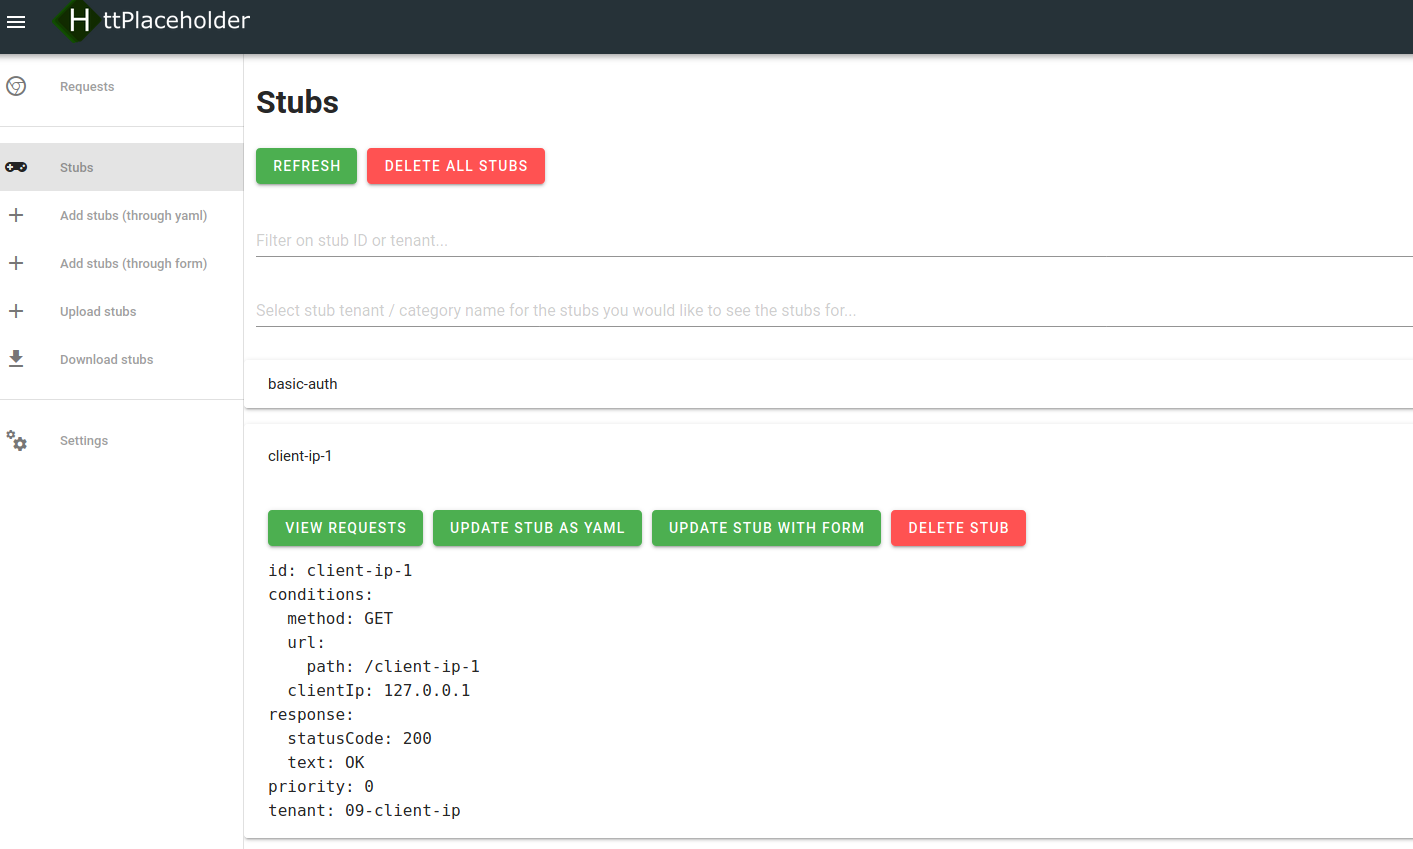 HttPlaceholder
Requests
Stubs
Add stubs (through yaml)
Add stubs (through form)
Upload stubs
Download stubs
Settings
Stubs
REFRESH DELETE ALL STUBS
Filter on stub ID or tenant...
Select stub tenant / category name for the stubs you would like to see the stubs for...
basic-auth
client-ip-1
VIEW REQUESTS UPDATE STUB AS YAML UPDATE STUB WITH FORM DELETE STUB
id: client-ip-1
conditions:
  method: GET
  url:
    path: /client-ip-1
  clientIp: 127.0.0.1
response:
  statusCode: 200
  text: OK
priority: 0
tenant: 09-client-ip